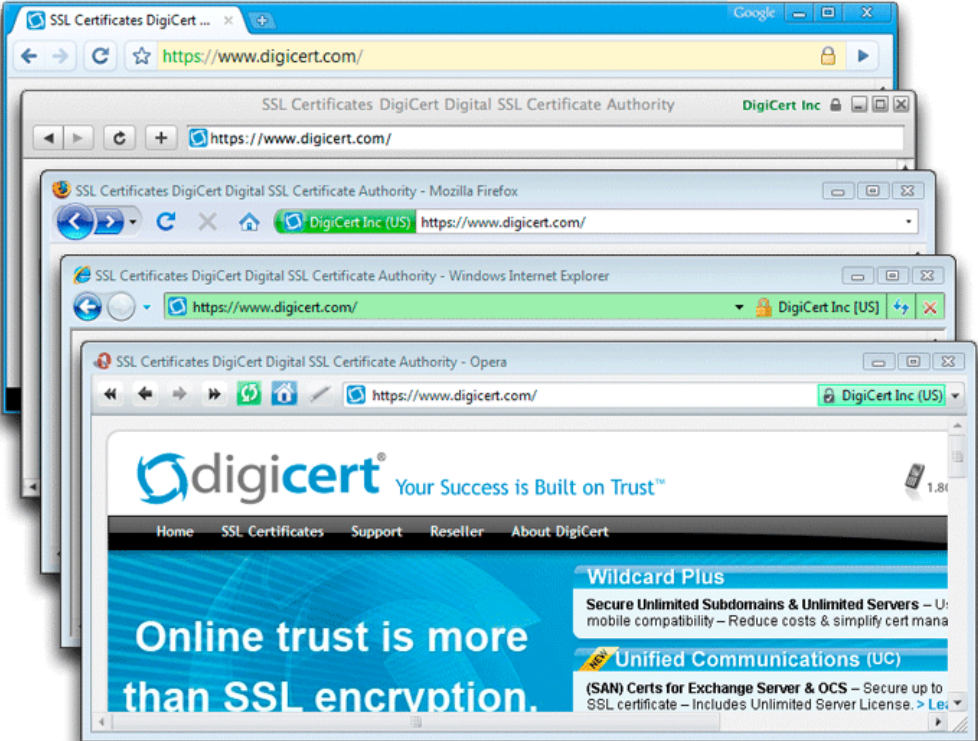 SSL Certificates DigiCert ...
Google
https://www.digicert.com/
SSL Certificates DigiCert Digital SSL Certificate Authority
DigiCert Inc
https://www.digicert.com/
SSL Certificates DigiCert Digital SSL Certificate Authority - Mozilla Firefox
DigiCert Inc (US)
https://www.digicert.com/
SSL Certificates DigiCert Digital SSL Certificate Authority - Windows Internet Explorer
https://www.digicert.com/
DigiCert Inc [US]
SSL Certificates DigiCert Digital SSL Certificate Authority - Opera
https://www.digicert.com/
DigiCert Inc (US)
digicert® Your Success is Built on Trust™
1.80
Home SSL Certificates Support Reseller About DigiCert
Online trust is more
than SSL encryption.
Wildcard Plus
Secure Unlimited Subdomains & Unlimited Servers –
mobile compatibility – Reduce costs & simplify cert
NEW Unified Communications (UC)
(SAN) Certs for Exchange Server & OCS – Secure up to
SSL certificate – Includes Unlimited Server License. >